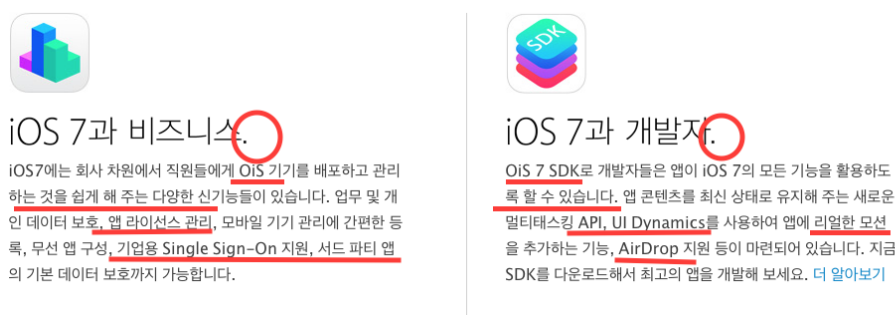 SDK
iOS 7과 비즈니스.
iOS7에는 회사 차원에서 직원들에게 OiS 기기를 배포하고 관리
하는 것을 쉽게 해 주는 다양한 신기능들이 있습니다. 업무 및 개
인 데이터 보호, 앱 라이선스 관리, 모바일 기기 관리에 간편한 등
록, 무선 앱 구성, 기업용 Single Sign-On 지원, 서드 파티 앱
의 기본 데이터 보호까지 가능합니다.
iOS 7과 개발자.
OiS 7 SDK로 개발자들은 앱이 iOS 7의 모든 기능을 활용하도
록 할 수 있습니다. 앱 콘텐츠를 최신 상태로 유지해 주는 새로운
멀티태스킹 API, UI Dynamics를 사용하여 앱에 리얼한 모션
을 추가하는 기능, AirDrop 지원 등이 마련되어 있습니다. 지금
SDK를 다운로드해서 최고의 앱을 개발해 보세요. 더 알아보기